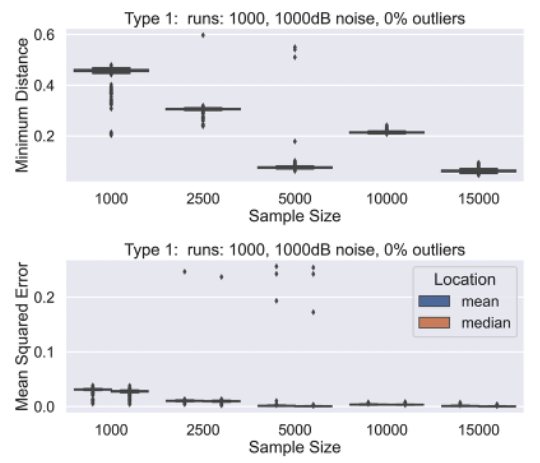 Type 1:  runs: 1000, 1000dB noise, 0% outliers
Minimum Distance
0.6
0.4
0.2
1000 2500 5000 10000 15000
Sample Size
Type 1:  runs: 1000, 1000dB noise, 0% outliers
Mean Squared Error
0.2
0.1
0.0
Location
mean
median
1000 2500 5000 10000 15000
Sample Size